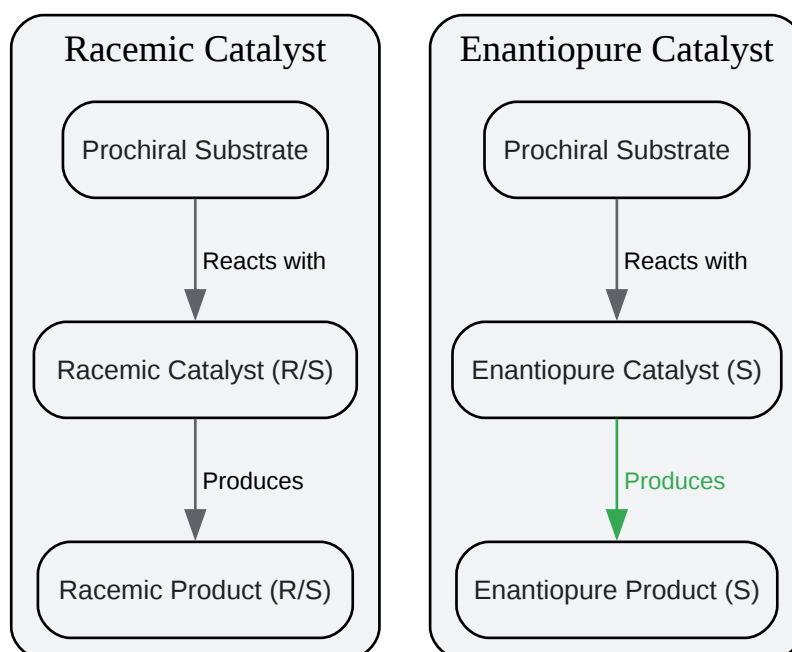 Racemic Catalyst
Prochiral Substrate
Reacts with
Racemic Catalyst (R/S)
Produces
Racemic Product (R/S)
Enantiopure Catalyst
Prochiral Substrate
Reacts with
Enantiopure Catalyst (S)
Produces
Enantiopure Product (S)